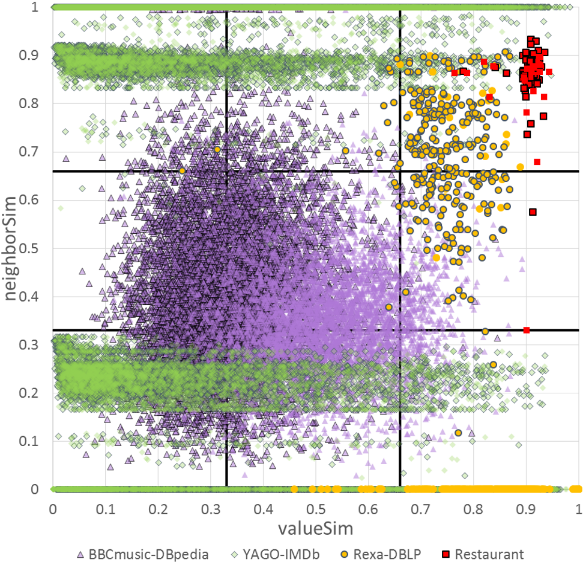 1
0.9
0.8
0.7
0.6
0.5
0.4
0.3
0.2
0.1
0
neighborSim
0 0.1 0.2 0.3 0.4 0.5 0.6 0.7 0.8 0.9 1
valueSim
BBCmusic-DBpedia YAGO-IMDb Rexa-DBLP Restaurant